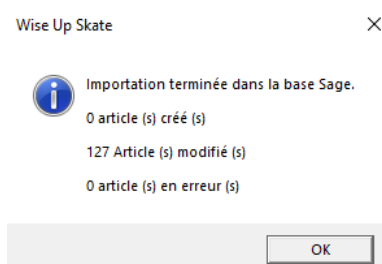 Wise Up Skate
Importation terminée dans la base Sage.
0 article (s) créé (s)
127 Article (s) modifié (s)
0 article (s) en erreur (s)
OK